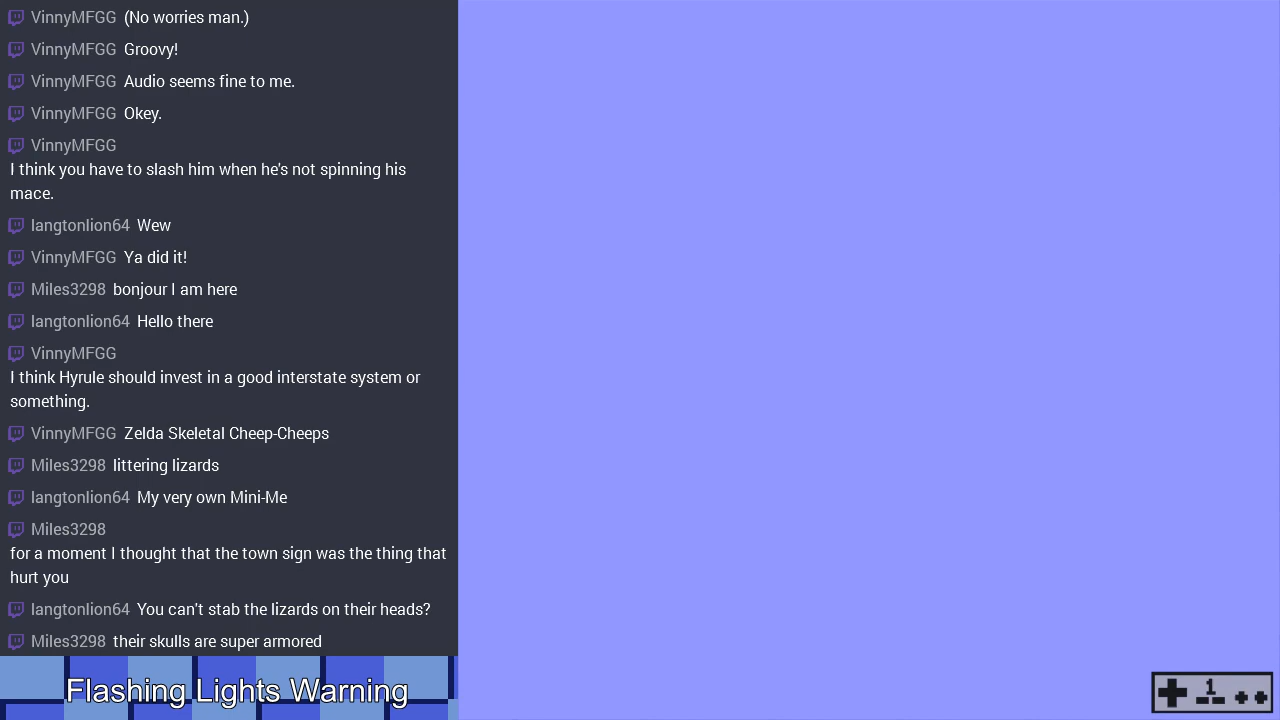 VinnyMFGG (No worries man.)
VinnyMFGG Groovy!
VinnyMFGG Audio seems fine to me.
VinnyMFGG Okey.
VinnyMFGG
I think you have to slash him when he's not spinning his
mace.
langtonlion64 Wew
VinnyMFGG Ya did it!
Miles3298 bonjour I am here
langtonlion64 Hello there
VinnyMFGG
I think Hyrule should invest in a good interstate system or
something.
VinnyMFGG Zelda Skeletal Cheep-Cheeps
Miles3298 littering lizards
langtonlion64 My very own Mini-Me
Miles3298
for a moment I thought that the town sign was the thing that
hurt you
langtonlion64 You can't stab the lizards on their heads?
Miles3298 their skulls are super armored
Flashing Lights Warning
1